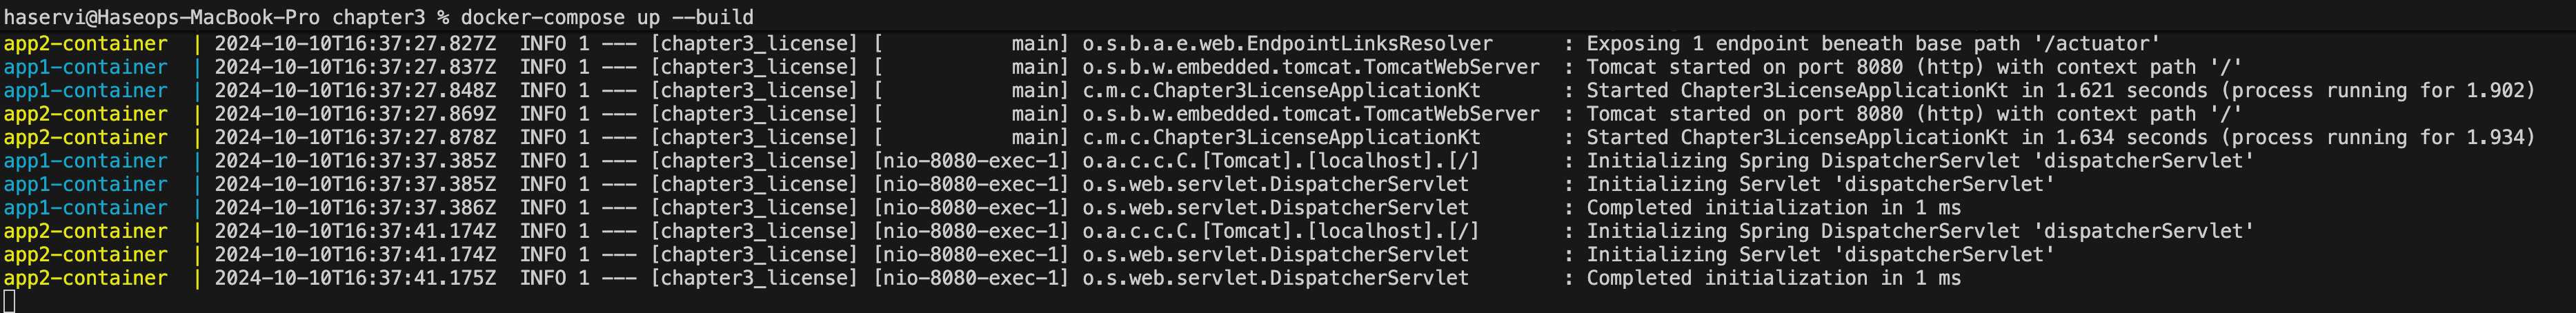 haservi@Haseops-MacBook-Pro chapter3 % docker-compose up --build
app2-container  | 2024-10-10T16:37:27.827Z  INFO 1 --- [chapter3_license] [           main] o.s.b.a.e.web.EndpointLinksResolver      : Exposing 1 endpoint beneath base path '/actuator'
app1-container  | 2024-10-10T16:37:27.837Z  INFO 1 --- [chapter3_license] [           main] o.s.b.w.embedded.tomcat.TomcatWebServer  : Tomcat started on port 8080 (http) with context path '/'
app1-container  | 2024-10-10T16:37:27.848Z  INFO 1 --- [chapter3_license] [           main] c.m.c.Chapter3LicenseApplicationKt       : Started Chapter3LicenseApplicationKt in 1.621 seconds (process running for 1.902)
app2-container  | 2024-10-10T16:37:27.869Z  INFO 1 --- [chapter3_license] [           main] o.s.b.w.embedded.tomcat.TomcatWebServer  : Tomcat started on port 8080 (http) with context path '/'
app2-container  | 2024-10-10T16:37:27.878Z  INFO 1 --- [chapter3_license] [           main] c.m.c.Chapter3LicenseApplicationKt       : Started Chapter3LicenseApplicationKt in 1.634 seconds (process running for 1.934)
app1-container  | 2024-10-10T16:37:37.385Z  INFO 1 --- [chapter3_license] [nio-8080-exec-1] o.a.c.c.C.[Tomcat].[localhost].[/]       : Initializing Spring DispatcherServlet 'dispatcherServlet'
app1-container  | 2024-10-10T16:37:37.385Z  INFO 1 --- [chapter3_license] [nio-8080-exec-1] o.s.web.servlet.DispatcherServlet        : Initializing Servlet 'dispatcherServlet'
app1-container  | 2024-10-10T16:37:37.386Z  INFO 1 --- [chapter3_license] [nio-8080-exec-1] o.s.web.servlet.DispatcherServlet        : Completed initialization in 1 ms
app2-container  | 2024-10-10T16:37:41.174Z  INFO 1 --- [chapter3_license] [nio-8080-exec-1] o.a.c.c.C.[Tomcat].[localhost].[/]       : Initializing Spring DispatcherServlet 'dispatcherServlet'
app2-container  | 2024-10-10T16:37:41.174Z  INFO 1 --- [chapter3_license] [nio-8080-exec-1] o.s.web.servlet.DispatcherServlet        : Initializing Servlet 'dispatcherServlet'
app2-container  | 2024-10-10T16:37:41.175Z  INFO 1 --- [chapter3_license] [nio-8080-exec-1] o.s.web.servlet.DispatcherServlet        : Completed initialization in 1 ms